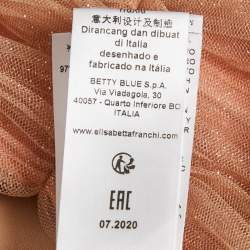 意大利设计及制造
Dirancang dan dibuat
di Italia
desenhado e
fabricado na Itália
BETTY BLUE S.p.A.
Via Viadagola, 30
40057 - Quarto Inferiore BO
ITALIA
www.elisabettafranchi.com
EAC
07.2020